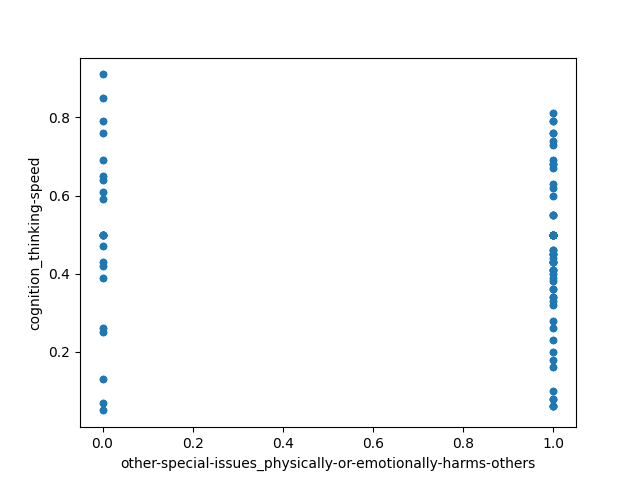 0.8
0.6
0.4
0.2
cognition_thinking-speed
0.0 0.2 0.4 0.6 0.8 1.0
other-special-issues_physically-or-emotionally-harms-others